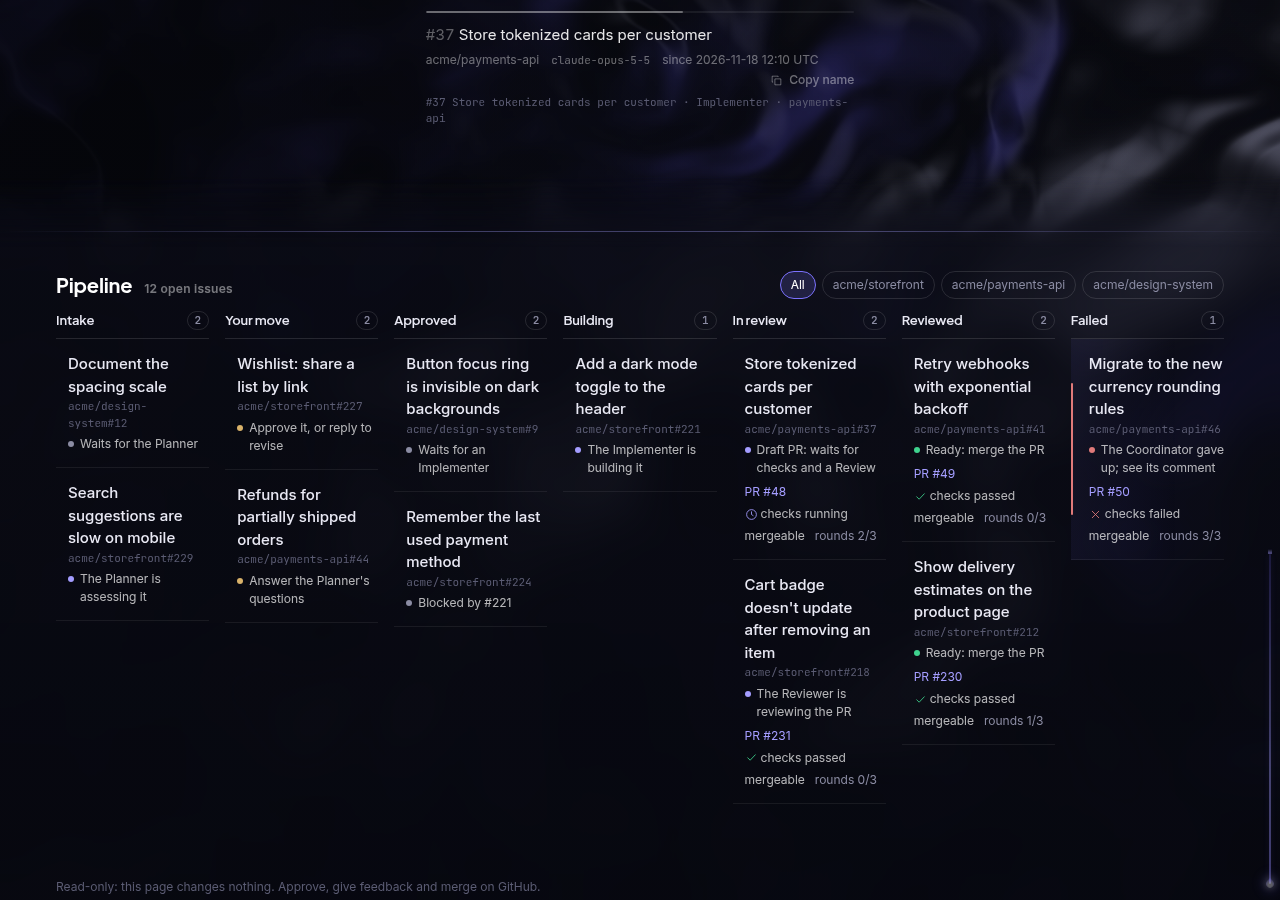 #37 Store tokenized cards per customer
acme/payments-api claude-opus-5-5 since 2026-11-18 12:10 UTC
Copy name
#37 Store tokenized cards per customer · Implementer · payments-
api
Pipeline 12 open issues
All acme/storefront acme/payments-api acme/design-system
Intake 2
Document the
spacing scale
acme/design-
system#12
Waits for the Planner
Search
suggestions are
slow on mobile
acme/storefront#229
The Planner is
assessing it
Your move 2
Wishlist: share a
list by link
acme/storefront#227
Approve it, or reply to
revise
Refunds for
partially shipped
orders
acme/payments-api#44
Answer the Planner's
questions
Approved 2
Button focus ring
is invisible on dark
backgrounds
acme/design-system#9
Waits for an
Implementer
Remember the last
used payment
method
acme/storefront#224
Blocked by #221
Building 1
Add a dark mode
toggle to the
header
acme/storefront#221
The Implementer is
building it
In review 2
Store tokenized
cards per
customer
acme/payments-api#37
Draft PR: waits for
checks and a Review
PR #48
checks running
mergeable rounds 2/3
Cart badge
doesn't update
after removing an
item
acme/storefront#218
The Reviewer is
reviewing the PR
PR #231
checks passed
mergeable rounds 0/3
Reviewed 2
Retry webhooks
with exponential
backoff
acme/payments-api#41
Ready: merge the PR
PR #49
checks passed
mergeable rounds 0/3
Show delivery
estimates on the
product page
acme/storefront#212
Ready: merge the PR
PR #230
checks passed
mergeable rounds 1/3
Failed 1
Migrate to the new
currency rounding
rules
acme/payments-api#46
The Coordinator gave
up; see its comment
PR #50
checks failed
mergeable rounds 3/3
Read-only: this page changes nothing. Approve, give feedback and merge on GitHub.